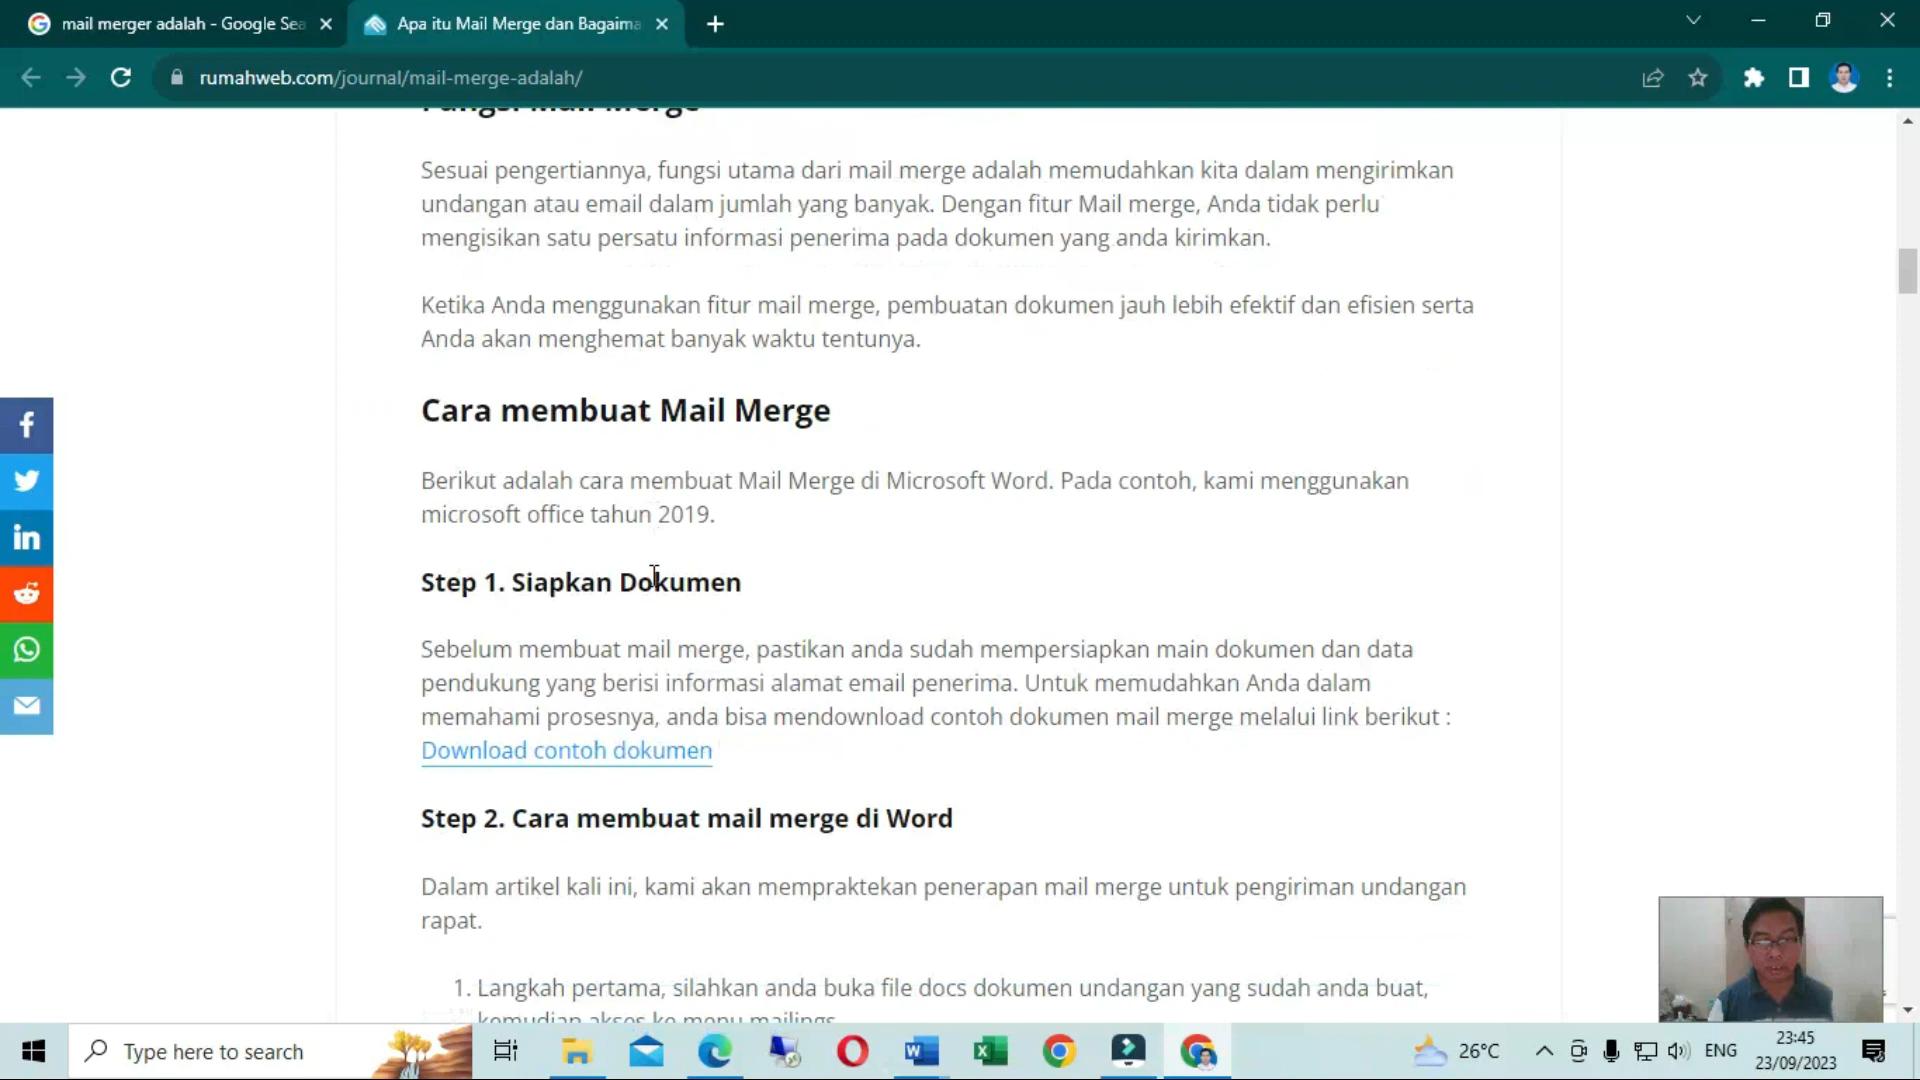 mail merger adalah - Google Sea
Apa itu Mail Merge dan Bagaima
rumahweb.com/journal/mail-merge-adalah/
Fungsi Mail Merge
Sesuai pengertiannya, fungsi utama dari mail merge adalah memudahkan kita dalam mengirimkan
undangan atau email dalam jumlah yang banyak. Dengan fitur Mail merge, Anda tidak perlu
mengisikan satu persatu informasi penerima pada dokumen yang anda kirimkan.
Ketika Anda menggunakan fitur mail merge, pembuatan dokumen jauh lebih efektif dan efisien serta
Anda akan menghemat banyak waktu tentunya.
Cara membuat Mail Merge
Berikut adalah cara membuat Mail Merge di Microsoft Word. Pada contoh, kami menggunakan
microsoft office tahun 2019.
Step 1. Siapkan Dokumen
Sebelum membuat mail merge, pastikan anda sudah mempersiapkan main dokumen dan data
pendukung yang berisi informasi alamat email penerima. Untuk memudahkan Anda dalam
memahami prosesnya, anda bisa mendownload contoh dokumen mail merge melalui link berikut :
Download contoh dokumen
Step 2. Cara membuat mail merge di Word
Dalam artikel kali ini, kami akan mempraktekan penerapan mail merge untuk pengiriman undangan
rapat.
1. Langkah pertama, silahkan anda buka file docs dokumen undangan yang sudah anda buat,
kemudian akses ke menu mailings
Type here to search
26°C
ENG
23:45
23/09/2023